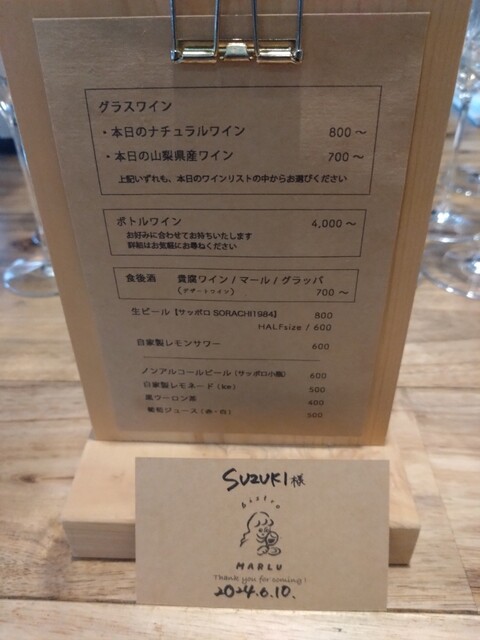 グラスワイン
・本日のナチュラルワイン 800～
・本日の山梨県産ワイン 700～
上記いずれも、本日のワインリストの中からお選びください
ボトルワイン 4,000～
お好みに合わせてお持ちいたします
詳細はお気軽にお尋ねください
食後酒 貴腐ワイン / マール / グラッパ
(デザートワイン) 700～
生ビール【サッポロ SORACHI1984】 800
HALFsize / 600
自家製レモンサワー 600
ノンアルコールビール (サッポロ小瓶) 600
自家製レモネード (ice) 500
黒ウーロン茶 400
葡萄ジュース (赤・白) 500
SUZUKI様
bistro
MARLU
Thank you for coming!
2024.6.10.